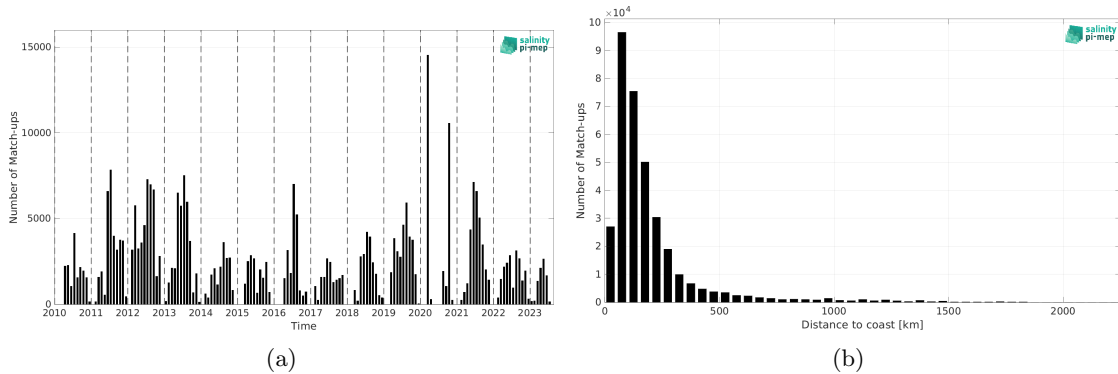 salinity
pi-mep
15000
10000
5000
0
Number of Match-ups
2010 2011 2012 2013 2014 2015 2016 2017 2018 2019 2020 2021 2022 2023
Time
(a)
×10⁴
salinity
pi-mep
10
9
8
7
6
5
4
3
2
1
0
Number of Match-ups
0 500 1000 1500 2000
Distance to coast [km]
(b)